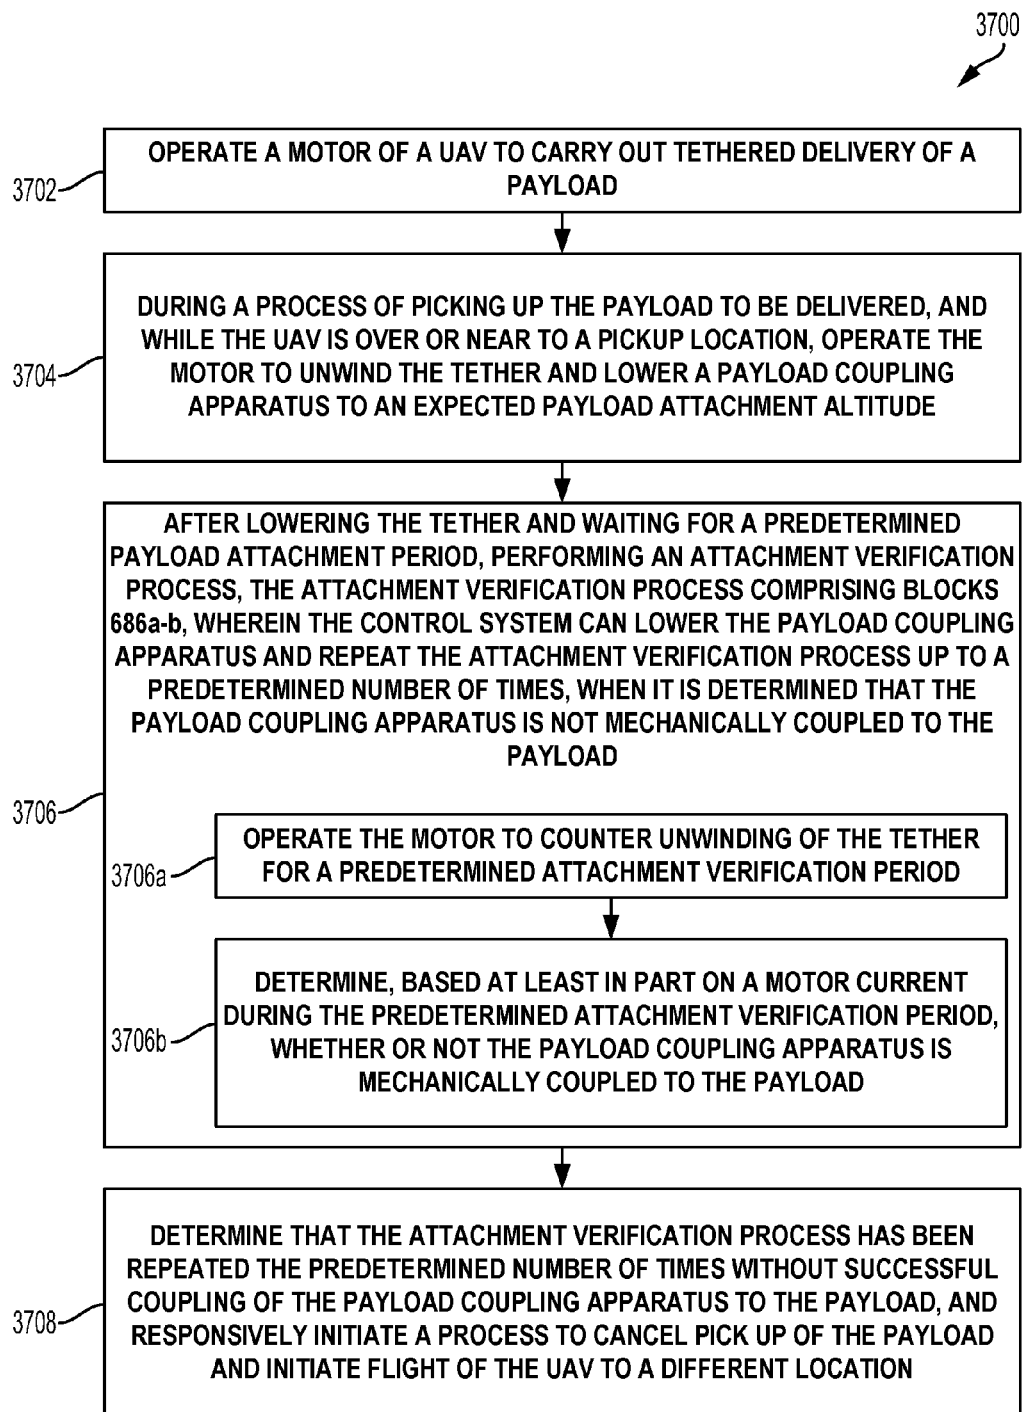 3700
OPERATE A MOTOR OF A UAV TO CARRY OUT TETHERED DELIVERY OF A
PAYLOAD
3702
DURING A PROCESS OF PICKING UP THE PAYLOAD TO BE DELIVERED, AND
WHILE THE UAV IS OVER OR NEAR TO A PICKUP LOCATION, OPERATE THE
MOTOR TO UNWIND THE TETHER AND LOWER A PAYLOAD COUPLING
APPARATUS TO AN EXPECTED PAYLOAD ATTACHMENT ALTITUDE
3704
AFTER LOWERING THE TETHER AND WAITING FOR A PREDETERMINED
PAYLOAD ATTACHMENT PERIOD, PERFORMING AN ATTACHMENT VERIFICATION
PROCESS, THE ATTACHMENT VERIFICATION PROCESS COMPRISING BLOCKS
686a-b, WHEREIN THE CONTROL SYSTEM CAN LOWER THE PAYLOAD COUPLING
APPARATUS AND REPEAT THE ATTACHMENT VERIFICATION PROCESS UP TO A
PREDETERMINED NUMBER OF TIMES, WHEN IT IS DETERMINED THAT THE
PAYLOAD COUPLING APPARATUS IS NOT MECHANICALLY COUPLED TO THE
PAYLOAD
3706
OPERATE THE MOTOR TO COUNTER UNWINDING OF THE TETHER
FOR A PREDETERMINED ATTACHMENT VERIFICATION PERIOD
3706a
DETERMINE, BASED AT LEAST IN PART ON A MOTOR CURRENT
DURING THE PREDETERMINED ATTACHMENT VERIFICATION PERIOD,
WHETHER OR NOT THE PAYLOAD COUPLING APPARATUS IS
MECHANICALLY COUPLED TO THE PAYLOAD
3706b
DETERMINE THAT THE ATTACHMENT VERIFICATION PROCESS HAS BEEN
REPEATED THE PREDETERMINED NUMBER OF TIMES WITHOUT SUCCESSFUL
COUPLING OF THE PAYLOAD COUPLING APPARATUS TO THE PAYLOAD, AND
RESPONSIVELY INITIATE A PROCESS TO CANCEL PICK UP OF THE PAYLOAD
AND INITIATE FLIGHT OF THE UAV TO A DIFFERENT LOCATION
3708